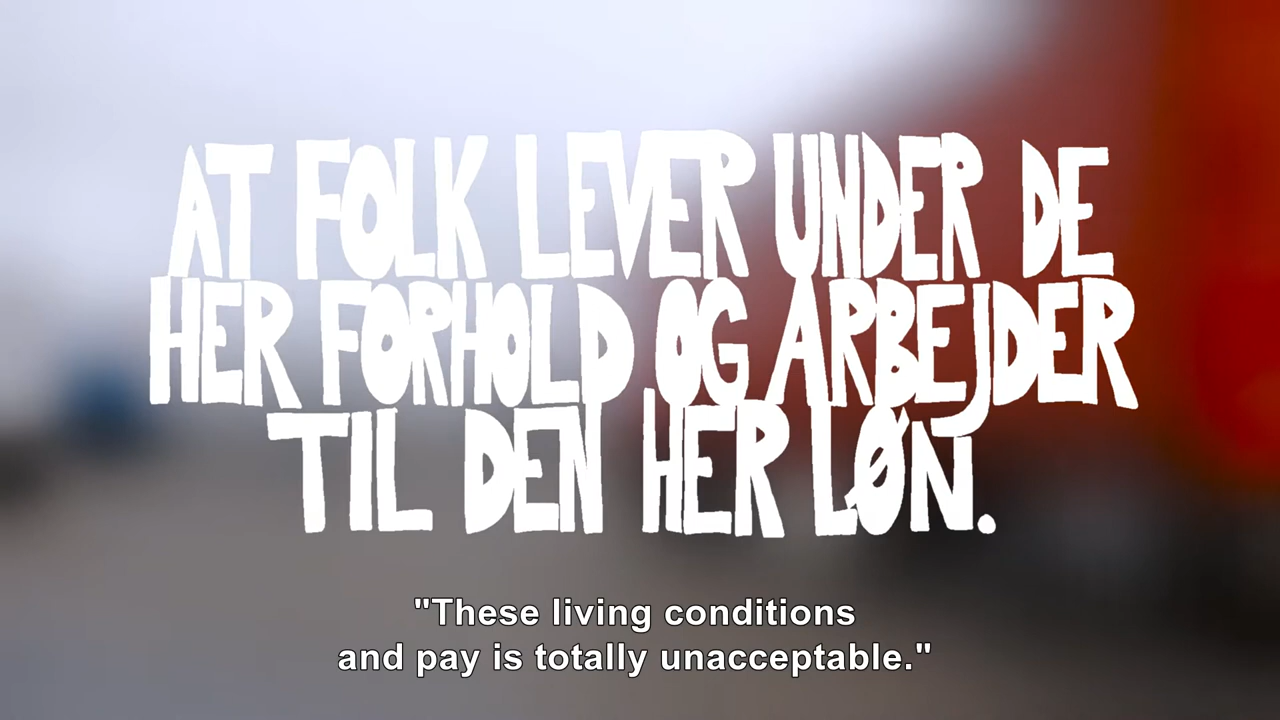 AT FOLK LEVER UNDER DE
HER FORHOLD OG ARBEJDER
TIL DEN HER LØN.
"These living conditions
and pay is totally unacceptable."